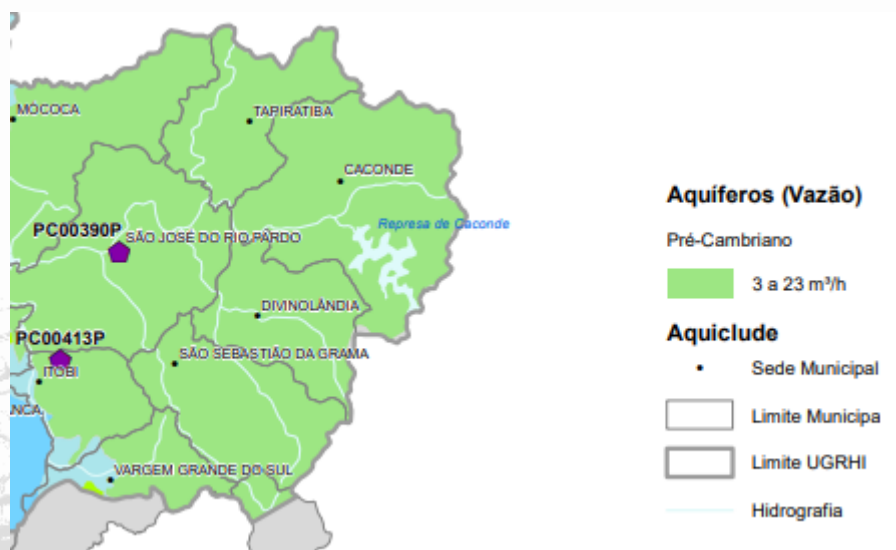 MOCOCA
TAPIRATIBA
CACONDE
Represa de Caconde
PC00390P
SÃO JOSÉ DO RIO PARDO
DIVINOLÂNDIA
PC00413P
SÃO SEBASTIÃO DA GRAMA
ITOBI
NCA
VARGEM GRANDE DO SUL
Aquíferos (Vazão)
Pré-Cambriano
3 a 23 m³/h
Aquiclude
Sede Municipal
Limite Municipa
Limite UGRHI
Hidrografia